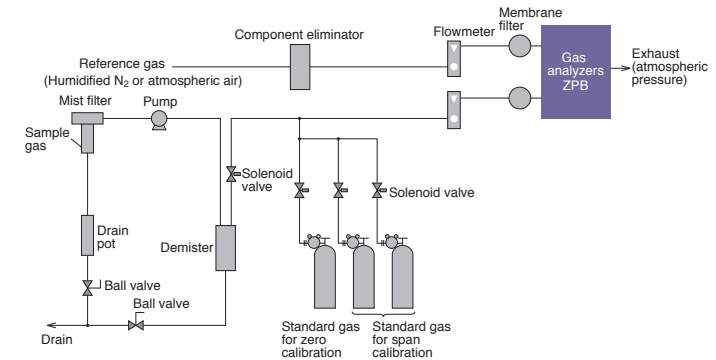 Membrane
filter
Flowmeter
Component eliminator
Reference gas
(Humidified N₂ or atmospheric air)
Gas
analyzers
ZPB
Exhaust
(atmospheric
pressure)
Mist filter
Pump
Sample
gas
Solenoid
valve
Solenoid valve
Drain
pot
Demister
Ball valve
Ball valve
Drain
Standard gas
for zero
calibration
Standard gas
for span
calibration